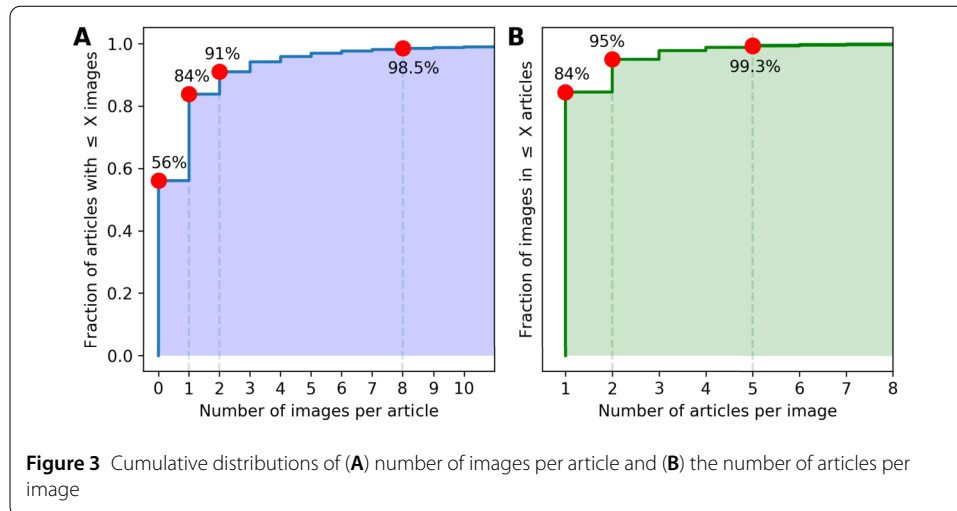 A
B
Fraction of articles with ≤ X images
1.0
0.8
0.6
0.4
0.2
0.0
56%
84%
91%
98.5%
0 1 2 3 4 5 6 7 8 9 10
Number of images per article
Fraction of images in ≤ X articles
84%
95%
99.3%
1 2 3 4 5 6 7 8
Number of articles per image
Figure 3 Cumulative distributions of (A) number of images per article and (B) the number of articles per
image